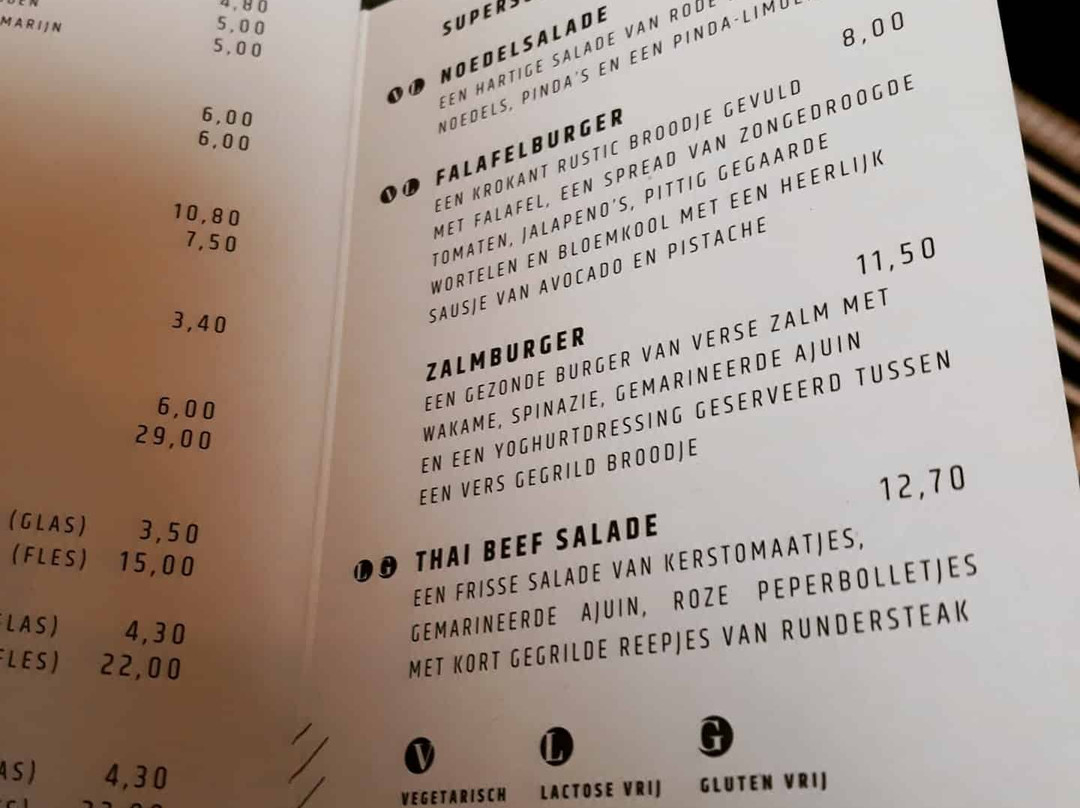 4,80
MARIJN 5,00
5,00
6,00
6,00
10,80
7,50
3,40
6,00
29,00
(GLAS) 3,50
(FLES) 15,00
4,30
22,00
4,30
NOEDELSALADE
EEN HARTIGE SALADE VAN RODE
NOEDELS, PINDA'S EN EEN
8,00
V L FALAFELBURGER
EEN KROKANT RUSTIC BROODJE GEVULD
MET FALAFEL, EEN SPREAD VAN ZONGEDROOGDE
TOMATEN, JALAPENO'S, PITTIG GEGAARDE
WORTELEN EN BLOEMKOOL MET EEN HEERLIJK
SAUSJE VAN AVOCADO EN PISTACHE
11,50
ZALMBURGER
EEN GEZONDE BURGER VAN VERSE ZALM MET
WAKAME, SPINAZIE, GEMARINEERDE AJUIN
EN EEN YOGHURTDRESSING GESERVEERD TUSSEN
EEN VERS GEGRILD BROODJE
12,70
L G THAI BEEF SALADE
EEN FRISSE SALADE VAN KERSTOMAATJES,
GEMARINEERDE AJUIN, ROZE PEPERBOLLETJES
MET KORT GEGRILDE REEPJES VAN RUNDERSTEAK
V L G
VEGETARISCH LACTOSE VRIJ GLUTEN VRIJ